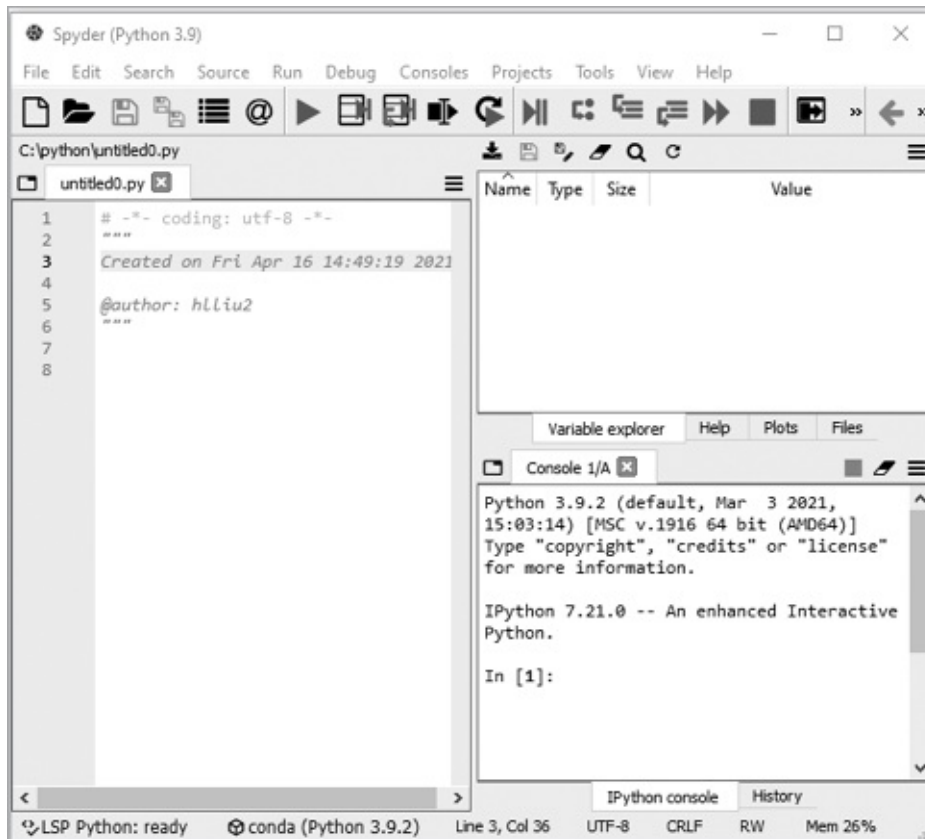 Spyder (Python 3.9)
File Edit Search Source Run Debug Consoles Projects Tools View Help
C:\python\untitled0.py
untitled0.py
1 # -*- coding: utf-8 -*-
2 """
3 Created on Fri Apr 16 14:49:19 2021
4
5 @author: hlliu2
6 """
7
8
Name Type Size Value
Variable explorer Help Plots Files
Console 1/A
Python 3.9.2 (default, Mar 3 2021,
15:03:14) [MSC v.1916 64 bit (AMD64)]
Type "copyright", "credits" or "license"
for more information.
IPython 7.21.0 -- An enhanced Interactive
Python.
In [1]:
IPython console History
LSP Python: ready conda (Python 3.9.2) Line 3, Col 36 UTF-8 CRLF RW Mem 26%